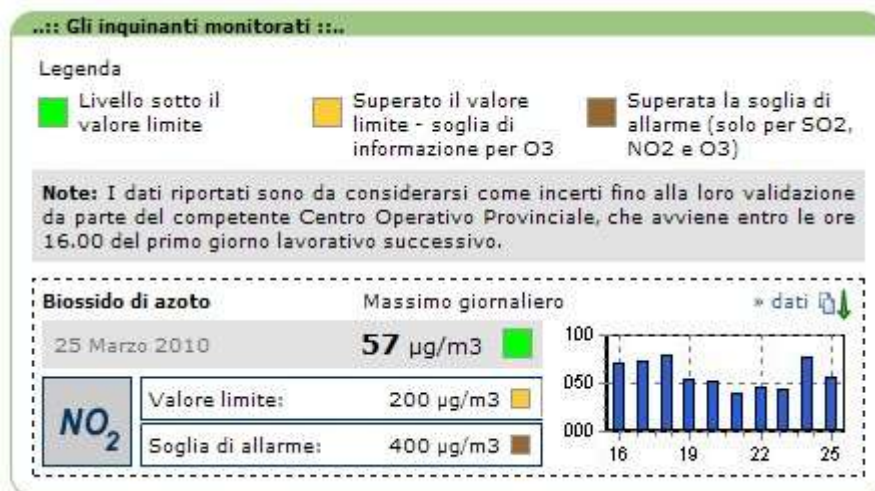 ..:: Gli inquinanti monitorati ::..
Legenda
Livello sotto il
valore limite
Superato il valore
limite - soglia di
informazione per O3
Superata la soglia di
allarme (solo per SO2,
NO2 e O3)
Note: I dati riportati sono da considerarsi come incerti fino alla loro validazione
da parte del competente Centro Operativo Provinciale, che avviene entro le ore
16.00 del primo giorno lavorativo successivo.
Biossido di azoto Massimo giornaliero » dati
25 Marzo 2010 57 µg/m3
NO2
Valore limite: 200 µg/m3
Soglia di allarme: 400 µg/m3
100
050
000
16 19 22 25